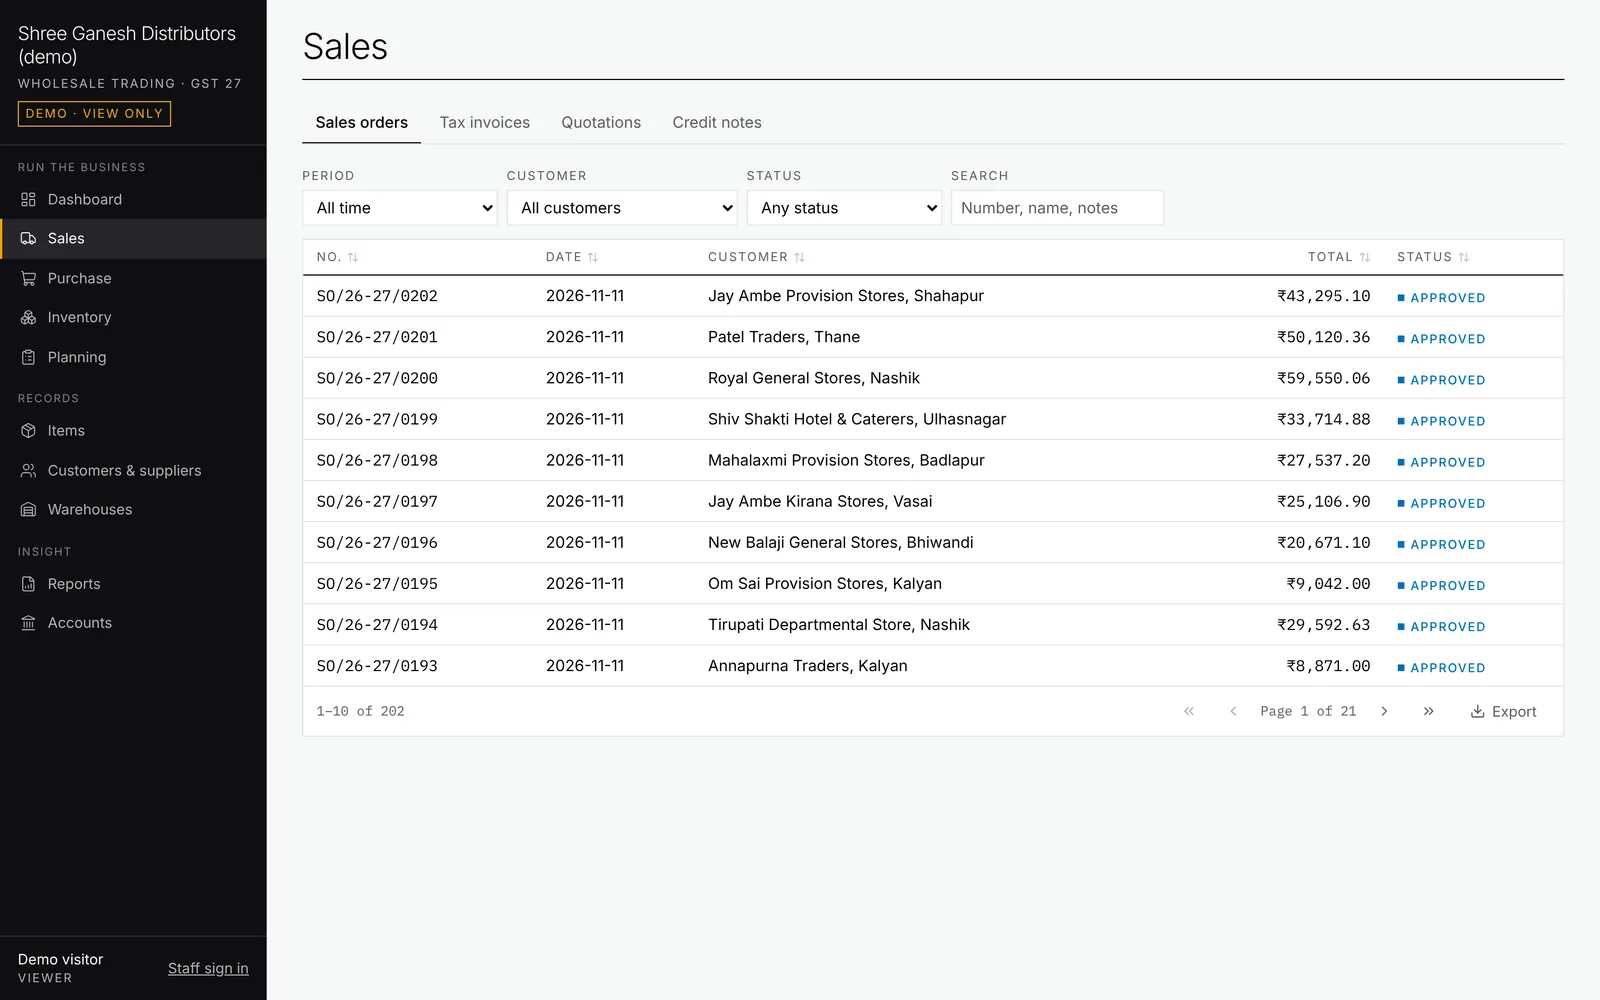 Shree Ganesh Distributors
(demo)
WHOLESALE TRADING · GST 27
DEMO · VIEW ONLY
RUN THE BUSINESS
Dashboard
Sales
Purchase
Inventory
Planning
RECORDS
Items
Customers & suppliers
Warehouses
INSIGHT
Reports
Accounts
Demo visitor
VIEWER
Staff sign in
Sales
Sales orders Tax invoices Quotations Credit notes
PERIOD CUSTOMER STATUS SEARCH
All time All customers Any status Number, name, notes
NO. DATE CUSTOMER TOTAL STATUS
SO/26-27/0202 2026-11-11 Jay Ambe Provision Stores, Shahapur ₹43,295.10 APPROVED
SO/26-27/0201 2026-11-11 Patel Traders, Thane ₹50,120.36 APPROVED
SO/26-27/0200 2026-11-11 Royal General Stores, Nashik ₹59,550.06 APPROVED
SO/26-27/0199 2026-11-11 Shiv Shakti Hotel & Caterers, Ulhasnagar ₹33,714.88 APPROVED
SO/26-27/0198 2026-11-11 Mahalaxmi Provision Stores, Badlapur ₹27,537.20 APPROVED
SO/26-27/0197 2026-11-11 Jay Ambe Kirana Stores, Vasai ₹25,106.90 APPROVED
SO/26-27/0196 2026-11-11 New Balaji General Stores, Bhiwandi ₹20,671.10 APPROVED
SO/26-27/0195 2026-11-11 Om Sai Provision Stores, Kalyan ₹9,042.00 APPROVED
SO/26-27/0194 2026-11-11 Tirupati Departmental Store, Nashik ₹29,592.63 APPROVED
SO/26-27/0193 2026-11-11 Annapurna Traders, Kalyan ₹8,871.00 APPROVED
1–10 of 202 « ‹ Page 1 of 21 › » Export